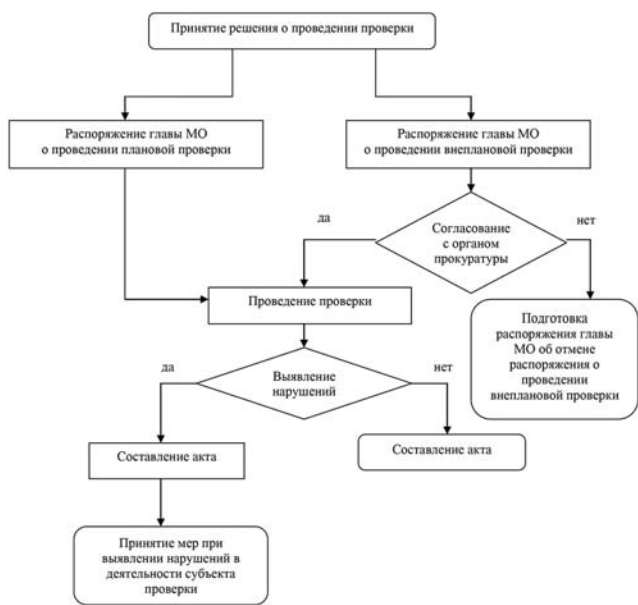 Принятие решения о проведении проверки
Распоряжение главы МО
о проведении плановой проверки
Распоряжение главы МО
о проведении внеплановой проверки
да
нет
Согласование
с органом
прокуратуры
Проведение проверки
Подготовка
распоряжения главы
МО об отмене
распоряжения о
проведении
внеплановой проверки
да
нет
Выявление
нарушений
Составление акта
Составление акта
Принятие мер при
выявлении нарушений в
деятельности субъекта
проверки